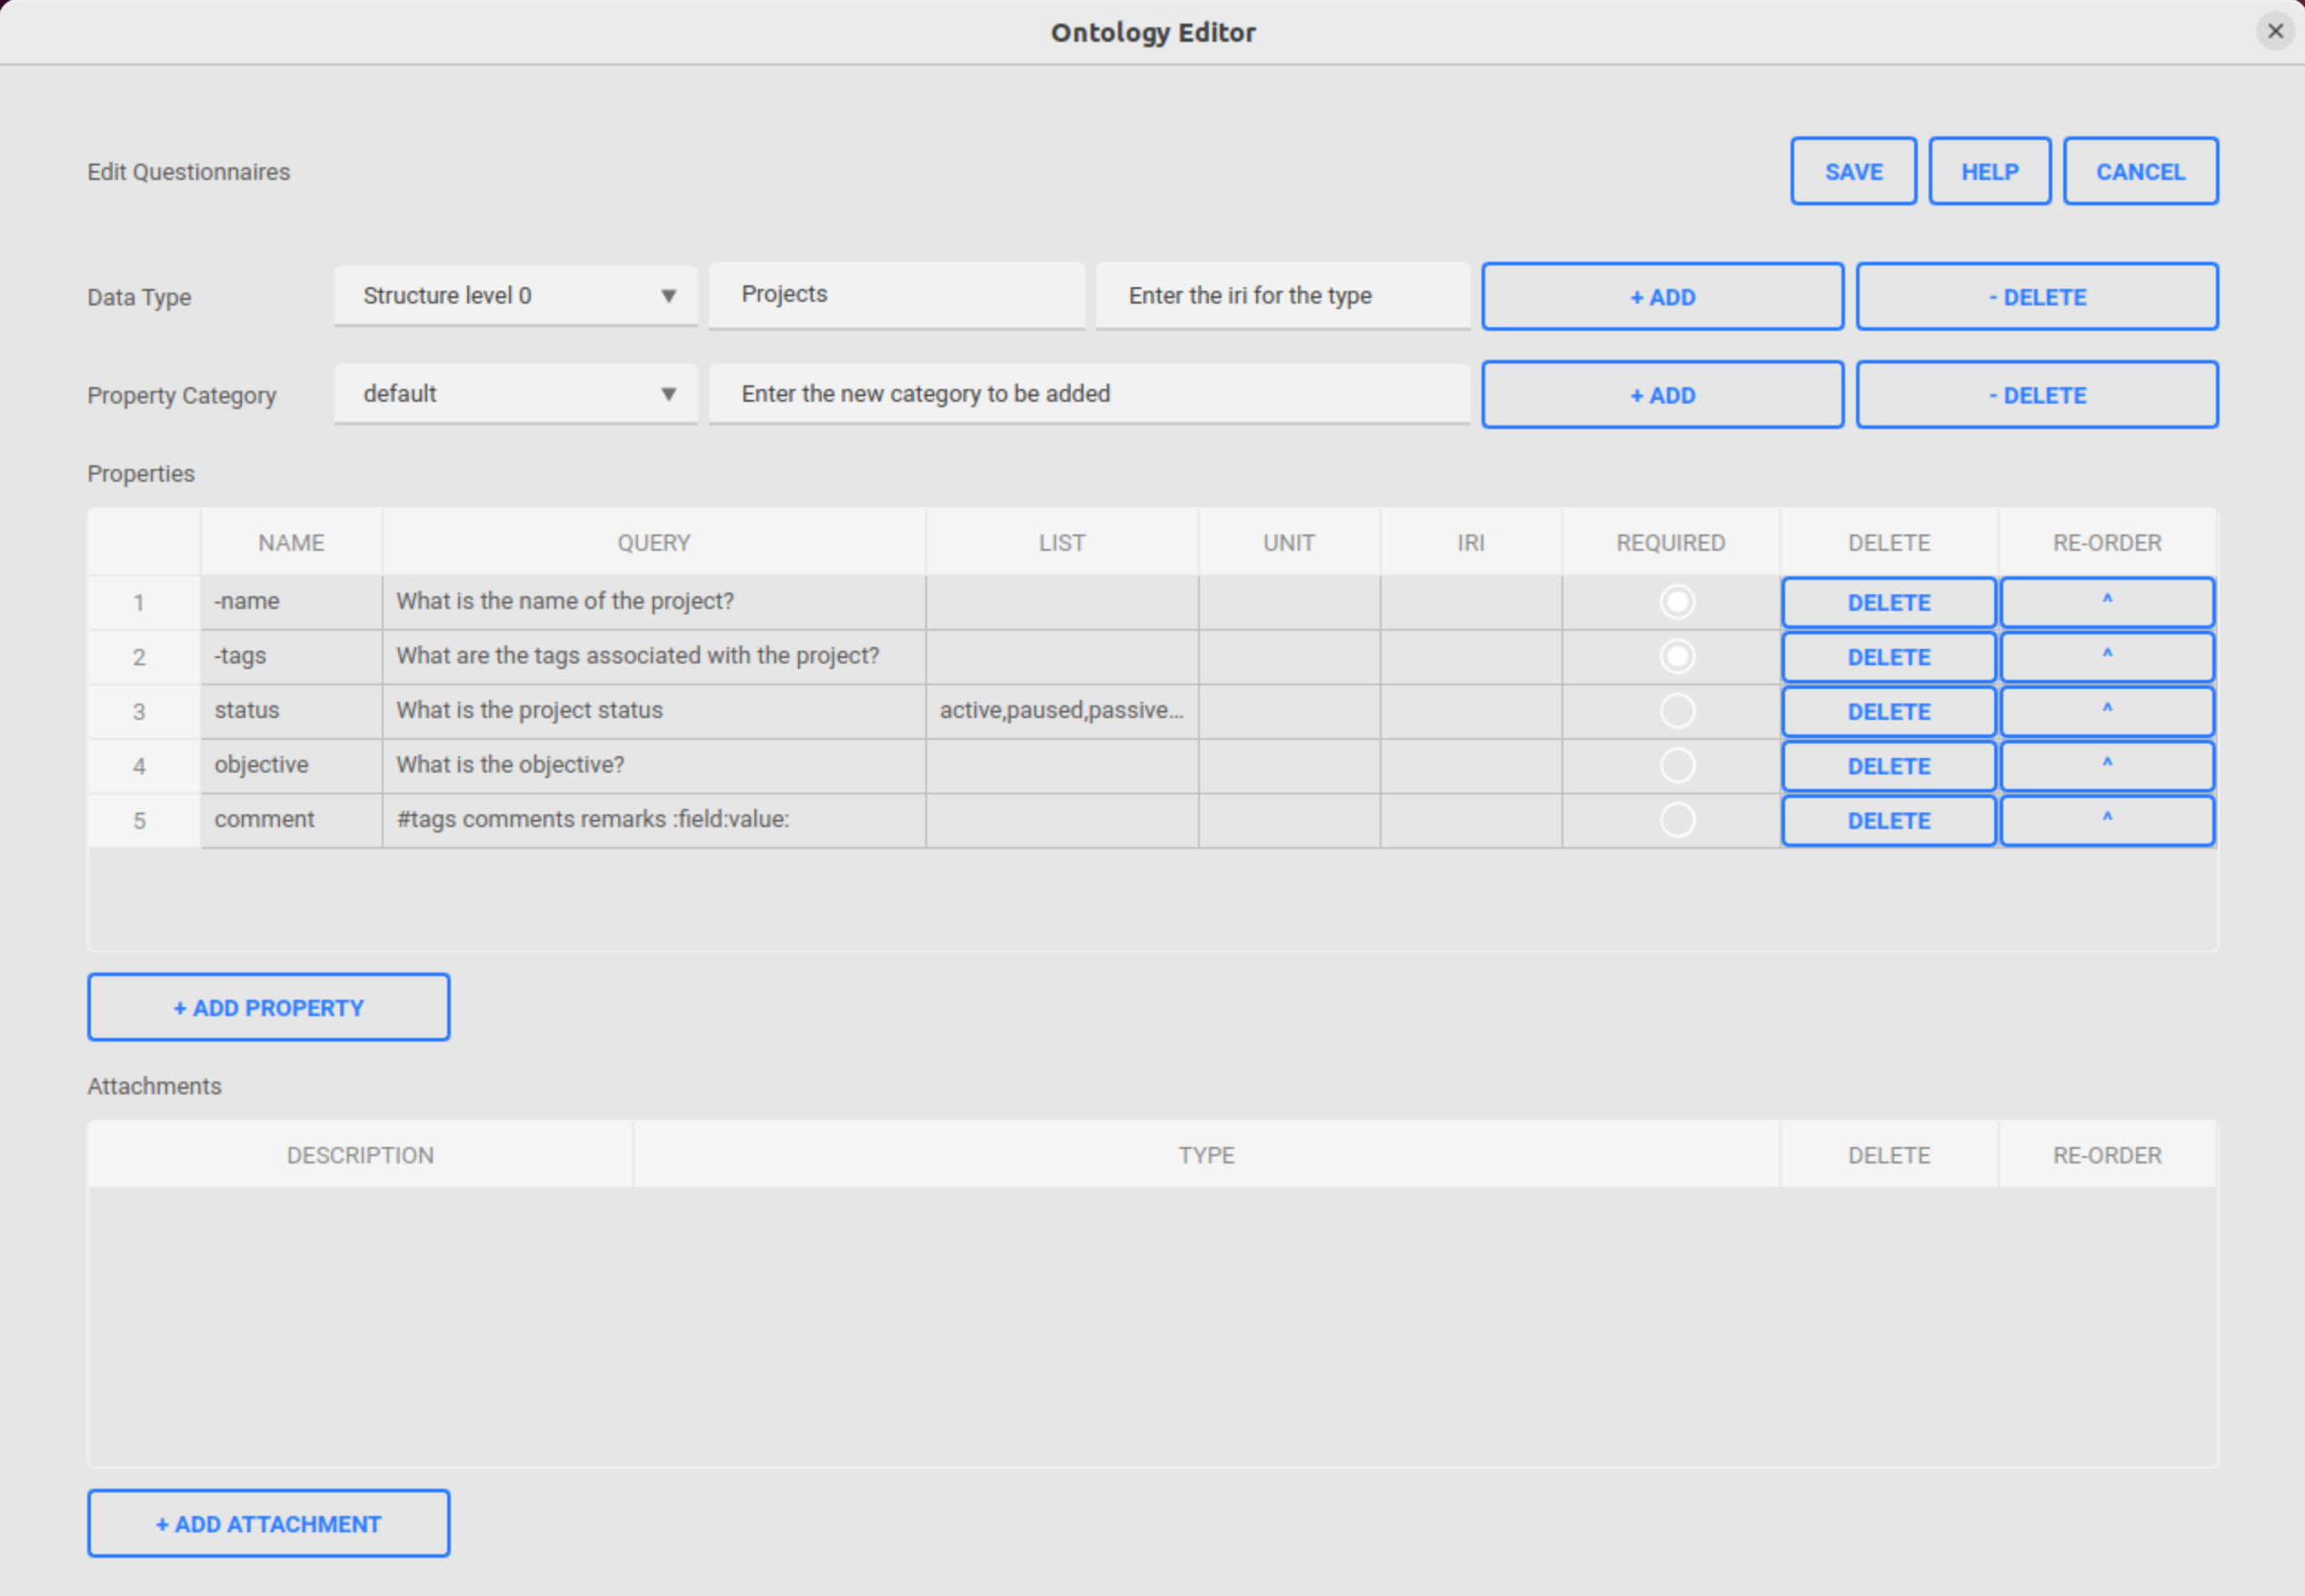 Ontology Editor
Edit Questionnaires SAVE HELP CANCEL
Data Type Structure level 0 Projects Enter the iri for the type + ADD - DELETE
Property Category default Enter the new category to be added + ADD - DELETE
Properties
NAME QUERY LIST UNIT IRI REQUIRED DELETE RE-ORDER
1 -name What is the name of the project? DELETE ^
2 -tags What are the tags associated with the project? DELETE ^
3 status What is the project status active,paused,passive... DELETE ^
4 objective What is the objective? DELETE ^
5 comment #tags comments remarks :field:value: DELETE ^
+ ADD PROPERTY
Attachments
DESCRIPTION TYPE DELETE RE-ORDER
+ ADD ATTACHMENT